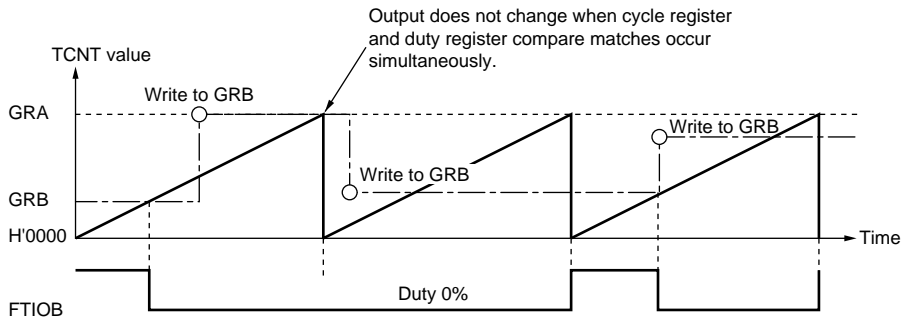 Output does not change when cycle register
and duty register compare matches occur
simultaneously.
TCNT value
Write to GRB
GRA
Write to GRB
Write to GRB
GRB
H'0000
Time
Duty 0%
FTIOB